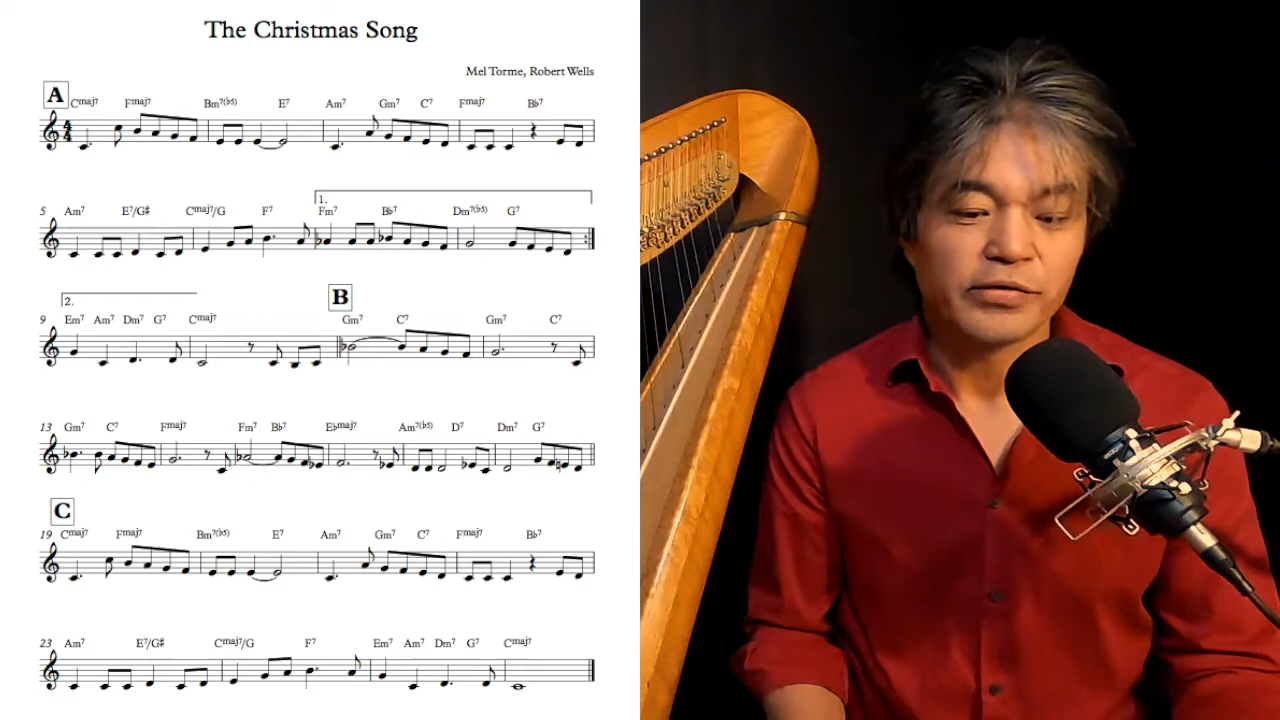 The Christmas Song
Mel Torme, Robert Wells
A
Cmaj7 Fmaj7 Bm7(b5) E7 Am7 Gm7 C7 Fmaj7 Bb7
4
4
1.
5 Am7 E7/G# Cmaj7/G F7 Fm7 Bb7 Dm7(b5) G7
2.
B
9 Em7 Am7 Dm7 G7 Cmaj7 Gm7 C7 Gm7 C7
13 Gm7 C7 Fmaj7 Fm7 Bb7 Ebmaj7 Am7(b5) D7 Dm7 G7
C
19 Cmaj7 Fmaj7 Bm7(b5) E7 Am7 Gm7 C7 Fmaj7 Bb7
23 Am7 E7/G# Cmaj7/G F7 Em7 Am7 Dm7 G7 Cmaj7